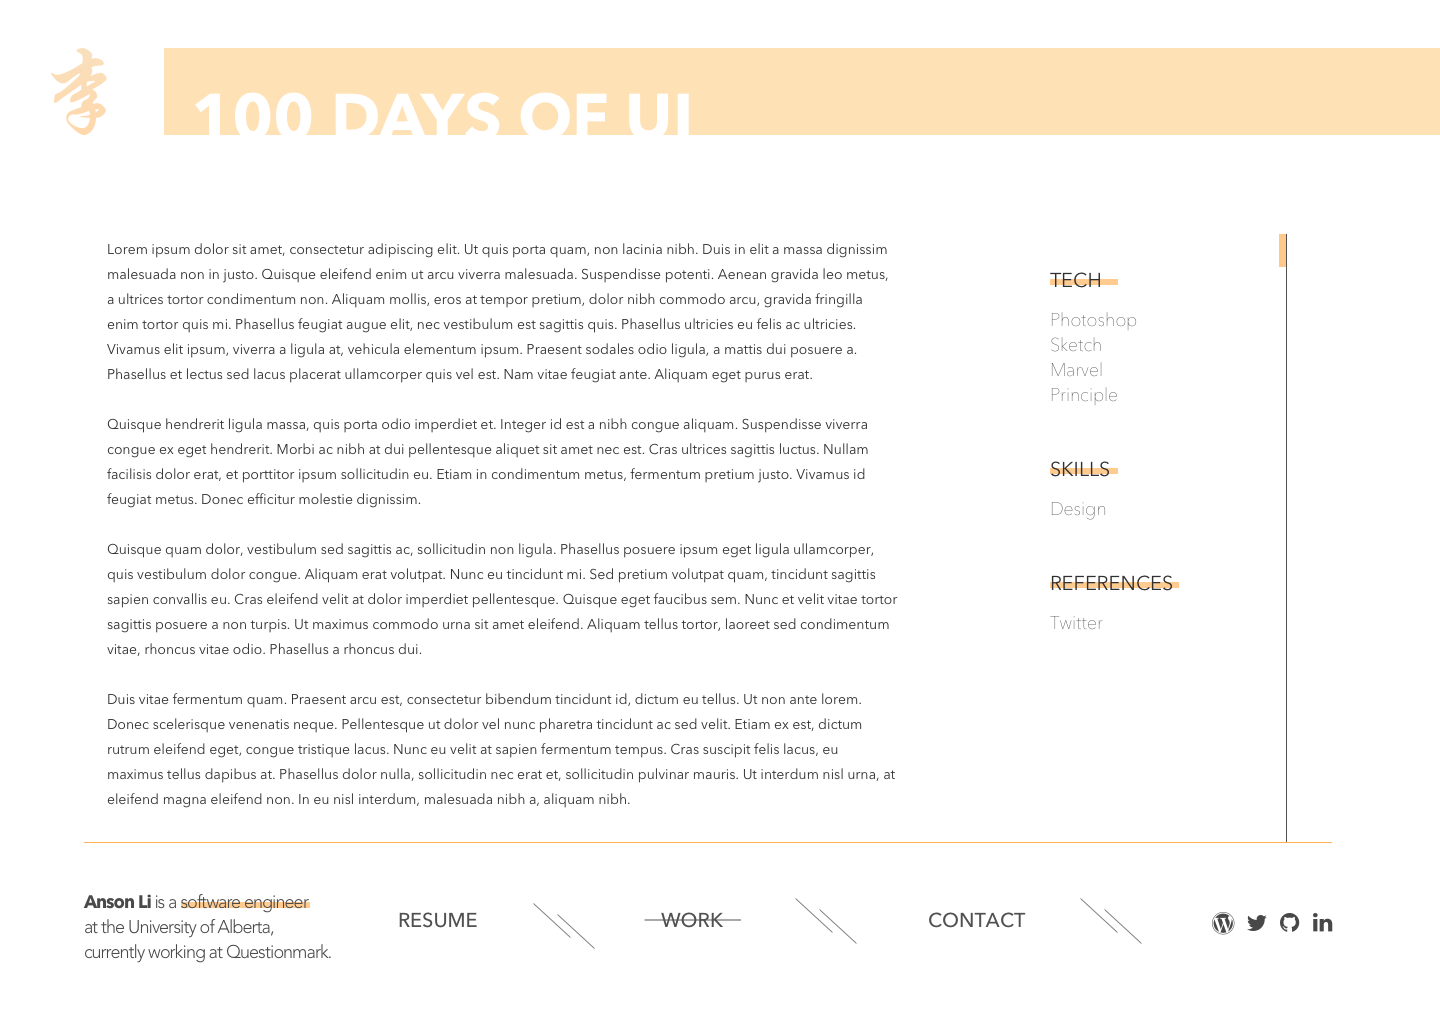 李
100 DAYS OF UI
Lorem ipsum dolor sit amet, consectetur adipiscing elit. Ut quis porta quam, non lacinia nibh. Duis in elit a massa dignissim
malesuada non in justo. Quisque eleifend enim ut arcu viverra malesuada. Suspendisse potenti. Aenean gravida leo metus,
a ultrices tortor condimentum non. Aliquam mollis, eros at tempor pretium, dolor nibh commodo arcu, gravida fringilla
enim tortor quis mi. Phasellus feugiat augue elit, nec vestibulum est sagittis quis. Phasellus ultricies eu felis ac ultricies.
Vivamus elit ipsum, viverra a ligula at, vehicula elementum ipsum. Praesent sodales odio ligula, a mattis dui posuere a.
Phasellus et lectus sed lacus placerat ullamcorper quis vel est. Nam vitae feugiat ante. Aliquam eget purus erat.
Quisque hendrerit ligula massa, quis porta odio imperdiet et. Integer id est a nibh congue aliquam. Suspendisse viverra
congue ex eget hendrerit. Morbi ac nibh at dui pellentesque aliquet sit amet nec est. Cras ultrices sagittis luctus. Nullam
facilisis dolor erat, et porttitor ipsum sollicitudin eu. Etiam in condimentum metus, fermentum pretium justo. Vivamus id
feugiat metus. Donec efficitur molestie dignissim.
Quisque quam dolor, vestibulum sed sagittis ac, sollicitudin non ligula. Phasellus posuere ipsum eget ligula ullamcorper,
quis vestibulum dolor congue. Aliquam erat volutpat. Nunc eu tincidunt mi. Sed pretium volutpat quam, tincidunt sagittis
sapien convallis eu. Cras eleifend velit at dolor imperdiet pellentesque. Quisque eget faucibus sem. Nunc et velit vitae tortor
sagittis posuere a non turpis. Ut maximus commodo urna sit amet eleifend. Aliquam tellus tortor, laoreet sed condimentum
vitae, rhoncus vitae odio. Phasellus a rhoncus dui.
Duis vitae fermentum quam. Praesent arcu est, consectetur bibendum tincidunt id, dictum eu tellus. Ut non ante lorem.
Donec scelerisque venenatis neque. Pellentesque ut dolor vel nunc pharetra tincidunt ac sed velit. Etiam ex est, dictum
rutrum eleifend eget, congue tristique lacus. Nunc eu velit at sapien fermentum tempus. Cras suscipit felis lacus, eu
maximus tellus dapibus at. Phasellus dolor nulla, sollicitudin nec erat et, sollicitudin pulvinar mauris. Ut interdum nisl urna, at
eleifend magna eleifend non. In eu nisl interdum, malesuada nibh a, aliquam nibh.
TECH
Photoshop
Sketch
Marvel
Principle
SKILLS
Design
REFERENCES
Twitter
Anson Li is a software engineer
at the University of Alberta,
currently working at Questionmark.
RESUME
WORK
CONTACT